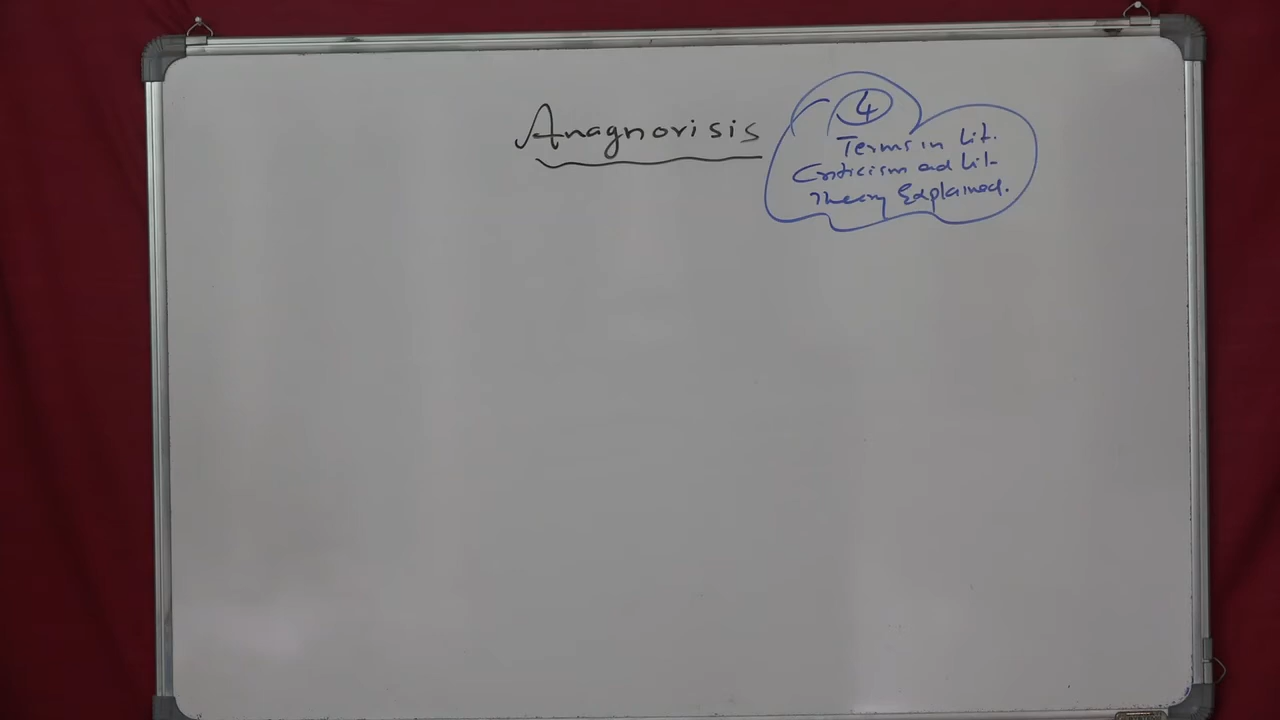 Anagnorisis
4
Terms in Lit.
Criticism and Lit.
Theory Explained.